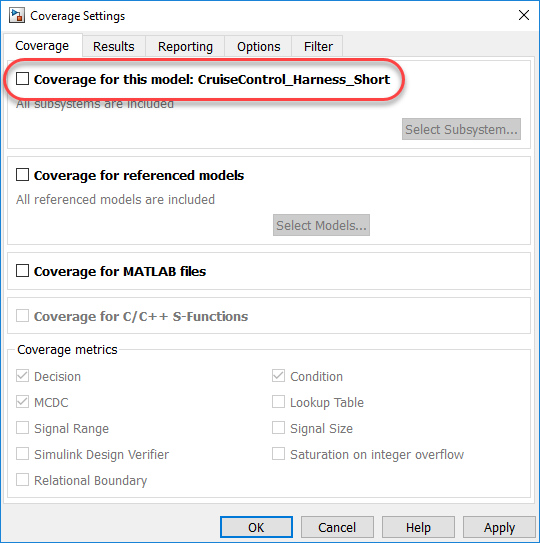 Coverage Settings
Coverage Results Reporting Options Filter
Coverage for this model: CruiseControl_Harness_Short
All subsystems are included
Select Subsystem...
Coverage for referenced models
All referenced models are included
Select Models...
Coverage for MATLAB files
Coverage for C/C++ S-Functions
Coverage metrics
Decision Condition
MCDC Lookup Table
Signal Range Signal Size
Simulink Design Verifier Saturation on integer overflow
Relational Boundary
OK Cancel Help Apply